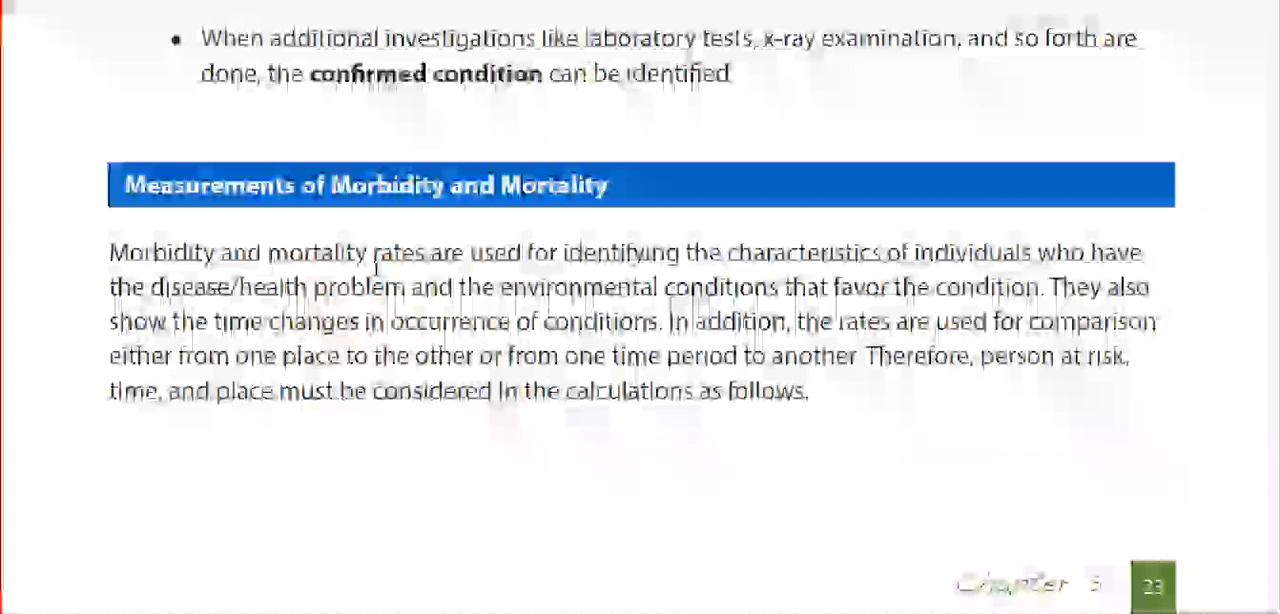 • When additional investigations like laboratory tests, x-ray examination, and so forth are
done, the confirmed condition can be identified
Measurements of Morbidity and Mortality
Morbidity and mortality rates are used for identifying the characteristics of individuals who have
the disease/health problem and the environmental conditions that favor the condition. They also
show the time changes in occurrence of conditions. In addition, the rates are used for comparison
either from one place to the other or from one time period to another Therefore, person at risk,
time, and place must be considered in the calculations as follows.
Chapter 5 23